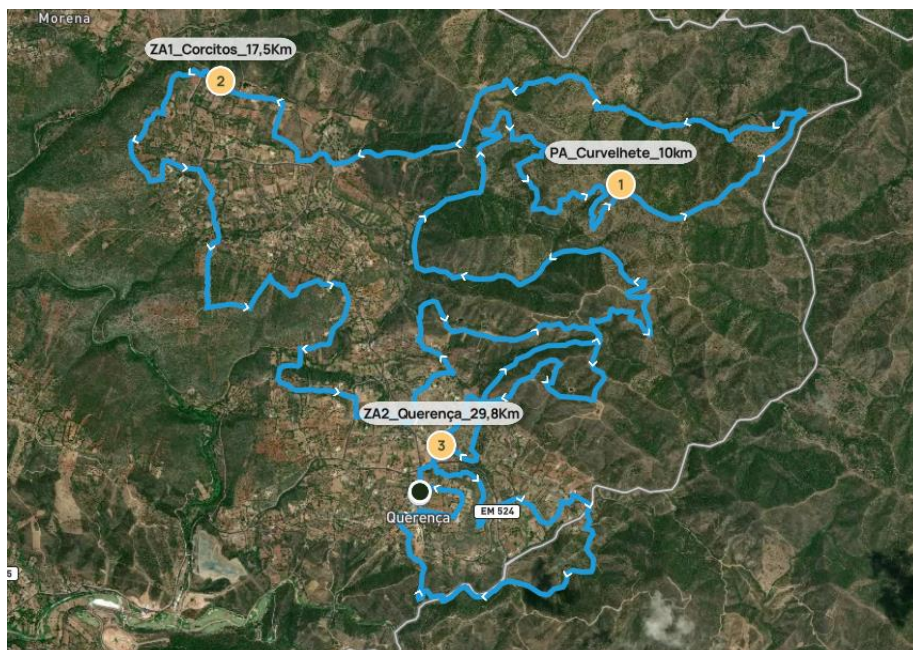 Morena
ZA1_Corcitos_17,5Km
2
PA_Curvelhete_10km
1
ZA2_Querença_29,8Km
3
EM 524
Querença
5